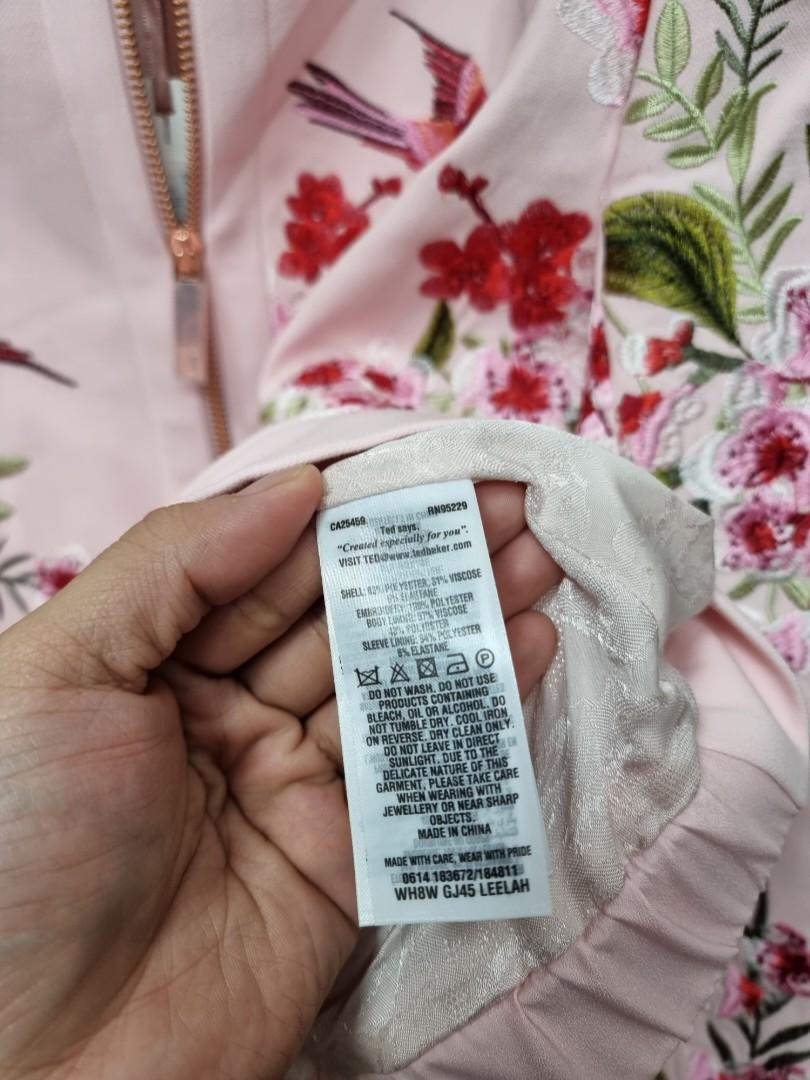 CA25459 RN95229
Ted says,
"Created especially for you".
VISIT TED@www.tedbaker.com
SHELL: POLYESTER, 31% VISCOSE
ELASTANE
EMBROIDERY: 100% POLYESTER
BODY LINING: 57% VISCOSE
43% POLYESTER
SLEEVE LINING: 94% POLYESTER
6% ELASTANE
P
DO NOT WASH. DO NOT USE
PRODUCTS CONTAINING
BLEACH, OIL OR ALCOHOL. DO
NOT TUMBLE DRY. COOL IRON
ON REVERSE. DRY CLEAN ONLY.
DO NOT LEAVE IN DIRECT
SUNLIGHT. DUE TO THE
DELICATE NATURE OF THIS
GARMENT, PLEASE TAKE CARE
WHEN WEARING WITH
JEWELLERY OR NEAR SHARP
OBJECTS.
MADE IN CHINA
MADE WITH CARE, WEAR WITH PRIDE
0614 183672/184811
WH8W GJ45 LEELAH